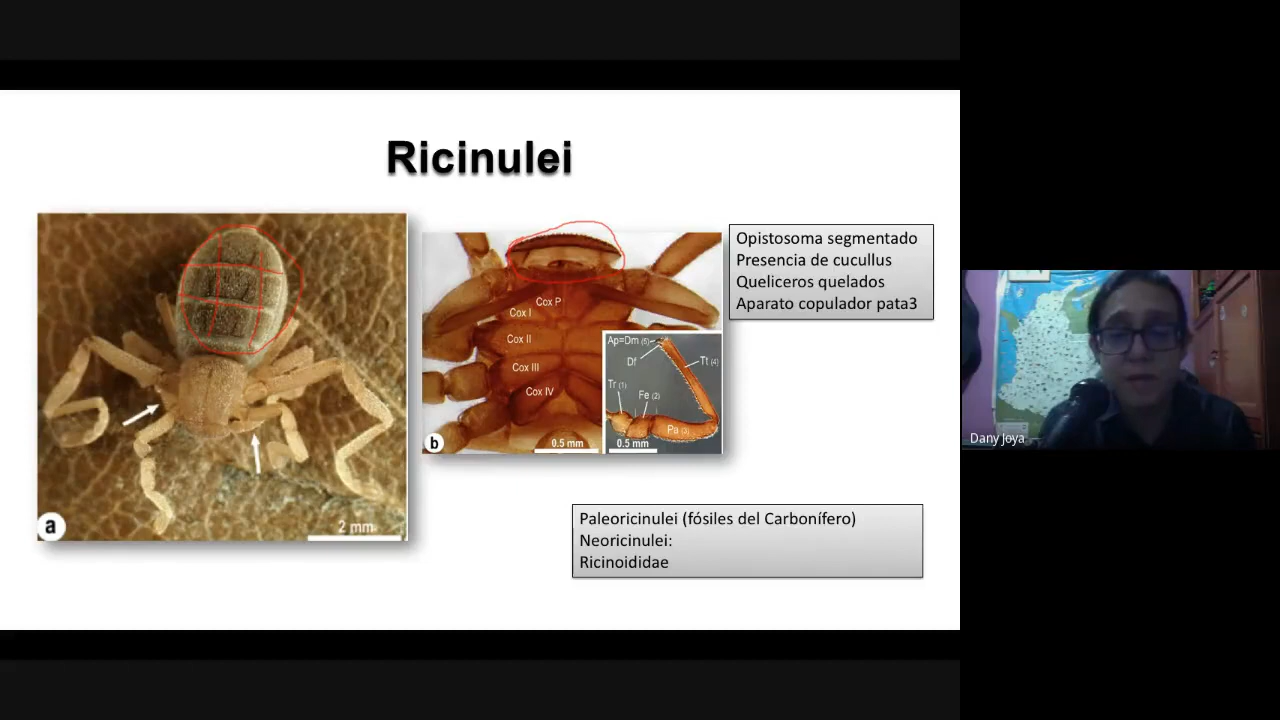 Ricinulei
Opistosoma segmentado
Presencia de cucullus
Queliceros quelados
Aparato copulador pata3
a
2 mm
Cox P
Cox I
Cox II
Cox III
Cox IV
b
0.5 mm
Ap=Dm (5)
Df
Tt (4)
Tr (1)
Fe (2)
Pa (3)
0.5 mm
Paleoricinulei (fósiles del Carbonífero)
Neoricinulei:
Ricinoididae
Dany Joya